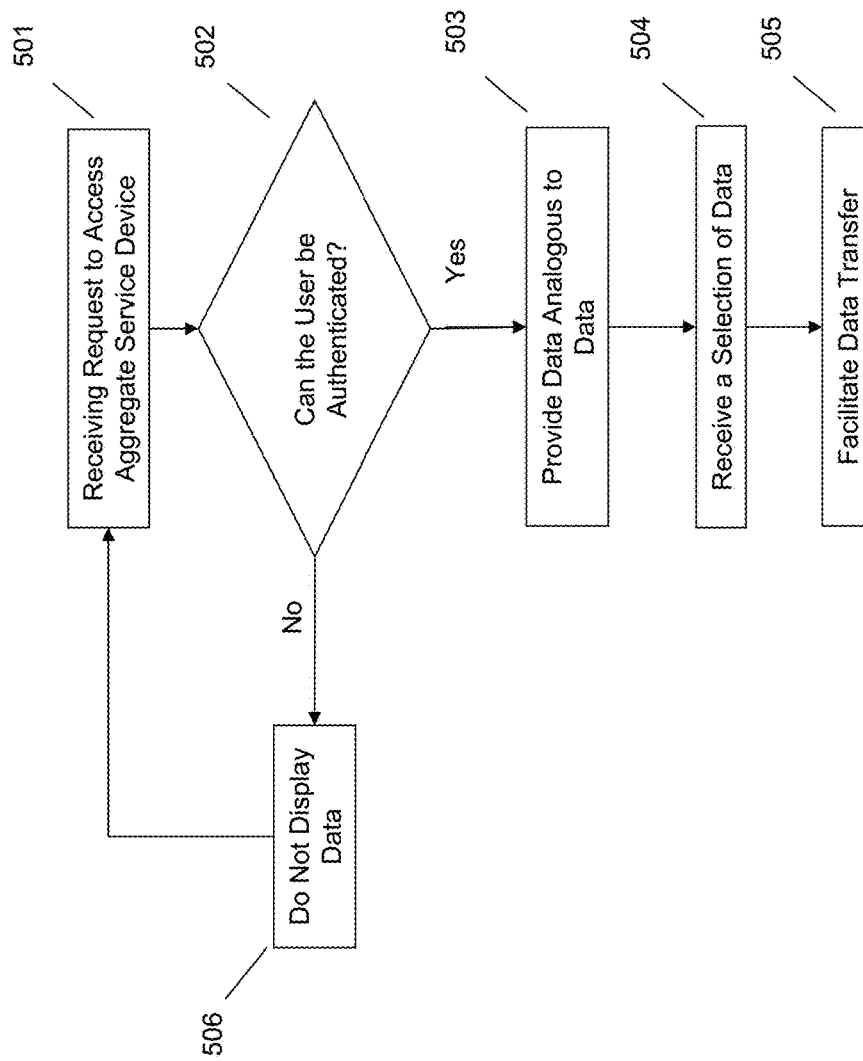 501
Receiving Request to Access
Aggregate Service Device
502
Can the User be
Authenticated?
No
Yes
506
Do Not Display
Data
503
Provide Data Analogous to
Data
504
Receive a Selection of Data
505
Facilitate Data Transfer